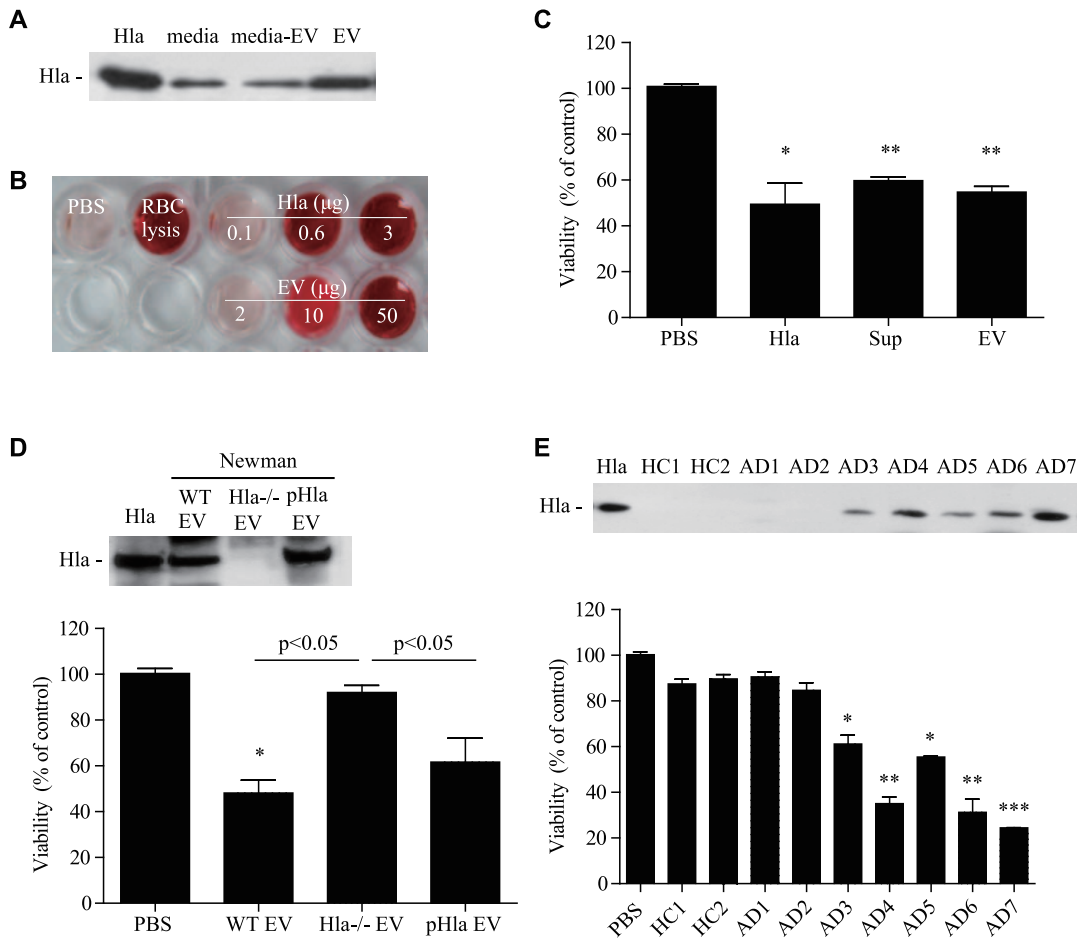 A
Hla media media-EV EV
Hla -
B
PBS RBC lysis
Hla (μg)
0.1 0.6 3
EV (μg)
2 10 50
C
Viability (% of control)
120
100
80
60
40
20
0
* ** **
PBS Hla Sup EV
D
Newman
Hla WT EV Hla-/- EV pHla EV
Hla -
Viability (% of control)
120
100
80
60
40
20
0
p<0.05 p<0.05
*
PBS WT EV Hla-/- EV pHla EV
E
Hla HC1 HC2 AD1 AD2 AD3 AD4 AD5 AD6 AD7
Hla -
Viability (% of control)
120
100
80
60
40
20
0
* ** * ** ***
PBS HC1 HC2 AD1 AD2 AD3 AD4 AD5 AD6 AD7